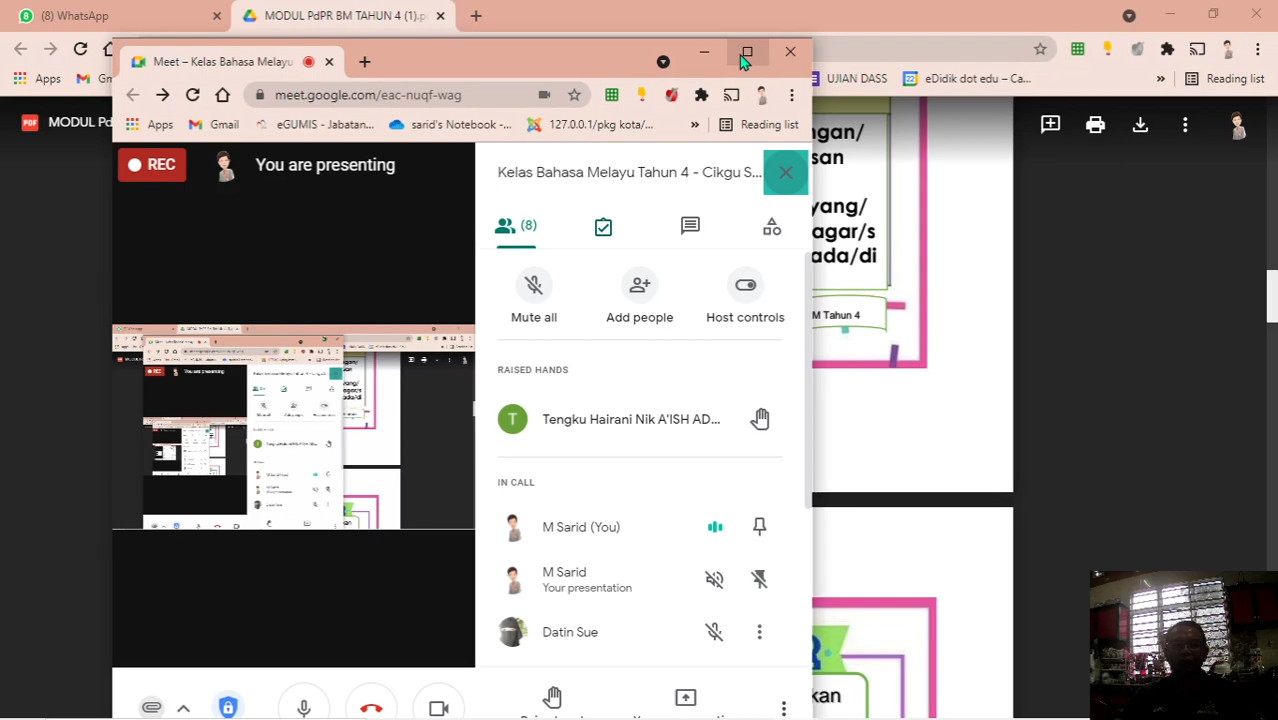 (8) WhatsApp
MODUL PdPR BM TAHUN 4 (1).p
Apps
UJIAN DASS
eDidik dot edu – Ca...
Reading list
MODUL Pd
Meet – Kelas Bahasa Melayu
meet.google.com/eac-nuqf-wag
Apps
Gmail
eGUMIS - Jabatan...
sarid's Notebook -...
127.0.0.1/pkg kota/...
Reading list
REC
You are presenting
Kelas Bahasa Melayu Tahun 4 - Cikgu S...
(8)
Mute all
Add people
Host controls
RAISED HANDS
T
Tengku Hairani Nik A'ISH AD...
IN CALL
M Sarid (You)
M Sarid
Your presentation
Datin Sue
ngan/
san
yang/
agar/s
ada/di
M Tahun 4
kan